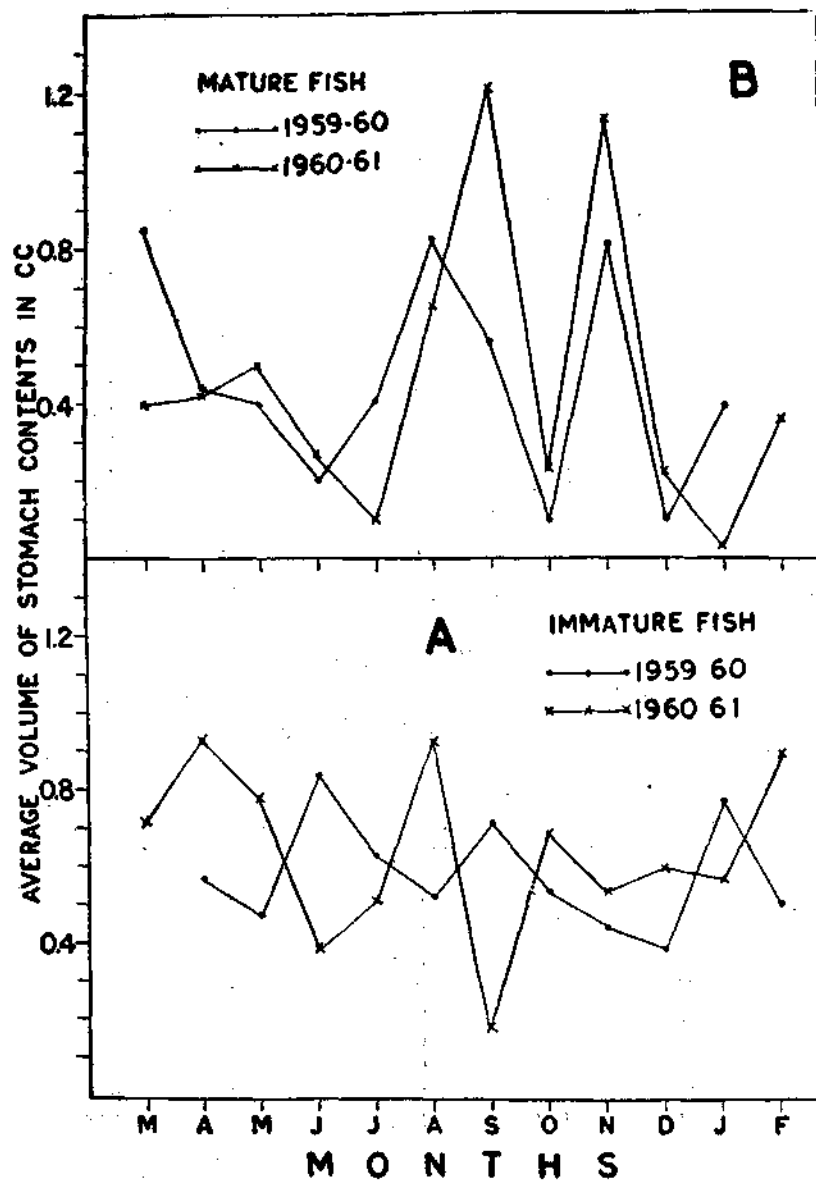 B
MATURE FISH
1959-60
1960-61
1.2
0.8
0.4
AVERAGE VOLUME OF STOMACH CONTENTS IN CC
A
IMMATURE FISH
1959 60
1960 61
1.2
0.8
0.4
M A M J J A S O N D J F
MONTHS